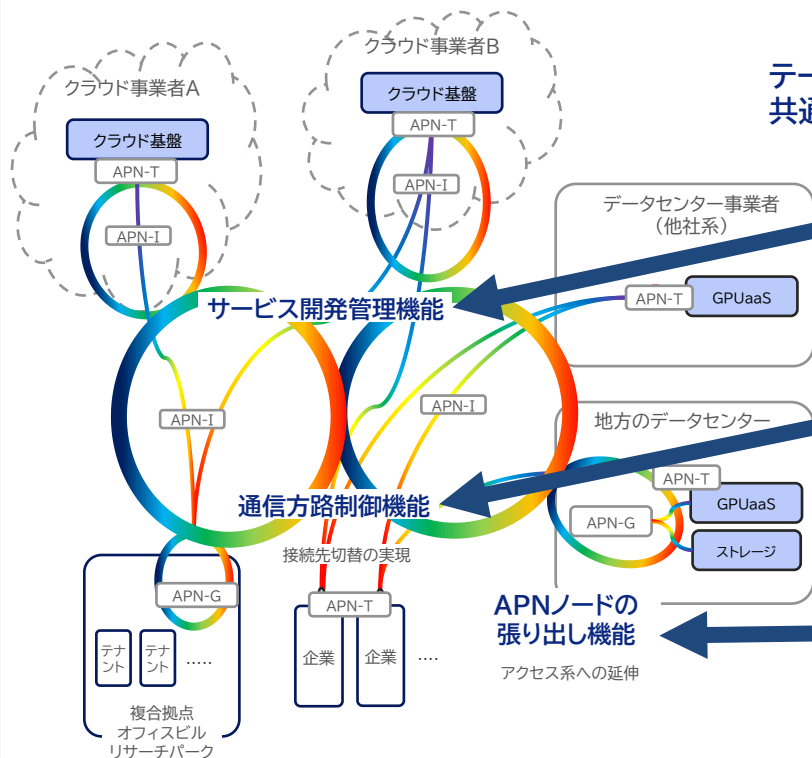 クラウド事業者B
クラウド事業者A
クラウド基盤
APN-T
APN-I
クラウド基盤
APN-T
APN-I
データセンター事業者
（他社系）
APN-T
GPUaaS
サービス開発管理機能
APN-I
APN-I
地方のデータセンター
APN-T
GPUaaS
APN-G
ストレージ
通信方路制御機能
接続先切替の実現
APN-G
テナ
ント
テナ
ント
.....
複合拠点
オフィスビル
リサーチパーク
APN-T
企業
企業
....
APNノードの
張り出し機能
アクセス系への延伸
共通